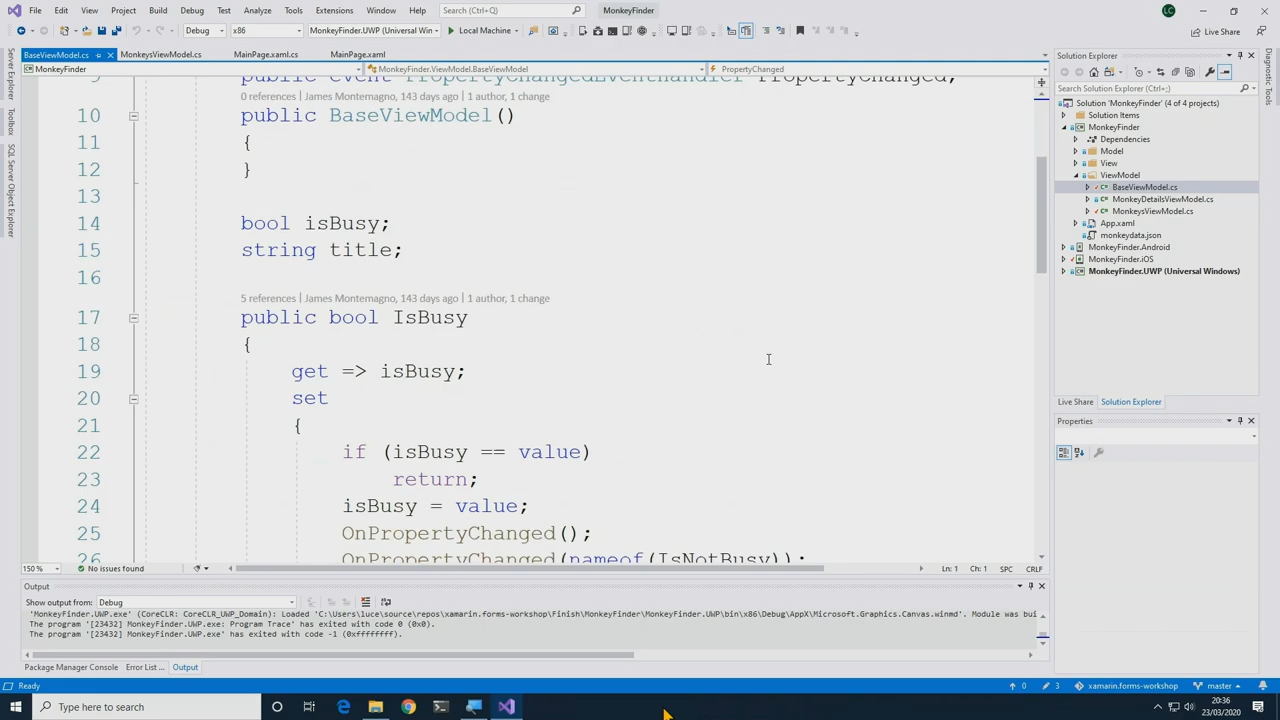 File Edit View Project Build Debug Test Analyze Tools Extensions Window Help Search (Ctrl+Q) MonkeyFinder LC
Debug x86 MonkeyFinder.UWP (Universal Win Local Machine Live Share
BaseViewModel.cs MonkeysViewModel.cs MainPage.xaml.cs MainPage.xaml
MonkeyFinder MonkeyFinder.ViewModel.BaseViewModel PropertyChanged
Server Explorer
Toolbox
SQL Server Object Explorer
9 public event PropertyChangedEventHandler PropertyChanged;
0 references | James Montemagno, 143 days ago | 1 author, 1 change
10 public BaseViewModel()
11 {
12 }
13
14 bool isBusy;
15 string title;
16
5 references | James Montemagno, 143 days ago | 1 author, 1 change
17 public bool IsBusy
18 {
19 get => isBusy;
20 set
21 {
22 if (isBusy == value)
23 return;
24 isBusy = value;
25 OnPropertyChanged();
26 OnPropertyChanged(nameof(IsNotBusy));
150 % No issues found Ln: 1 Ch: 1 SPC CRLF
Output
Show output from: Debug
'MonkeyFinder.UWP.exe' (CoreCLR: CoreCLR_UWP_Domain): Loaded 'C:\Users\luce\source\repos\xamarin.forms-workshop\Finish\MonkeyFinder\MonkeyFinder.UWP\bin\x86\Debug\AppX\Microsoft.Graphics.Canvas.winmd'. Module was bui
The program '[23432] MonkeyFinder.UWP.exe: Program Trace' has exited with code 0 (0x0).
The program '[23432] MonkeyFinder.UWP.exe' has exited with code -1 (0xffffffff).
Package Manager Console Error List ... Output
Solution Explorer
Search Solution Explorer (Ctrl+;)
Solution 'MonkeyFinder' (4 of 4 projects)
Solution Items
MonkeyFinder
Dependencies
Model
View
ViewModel
BaseViewModel.cs
MonkeyDetailsViewModel.cs
MonkeysViewModel.cs
App.xaml
monkeydata.json
MonkeyFinder.Android
MonkeyFinder.iOS
MonkeyFinder.UWP (Universal Windows)
Live Share Solution Explorer
Properties
Diagnostic Tools
Ready 0 3 xamarin.forms-workshop master
Type here to search
20:36
23/03/2020